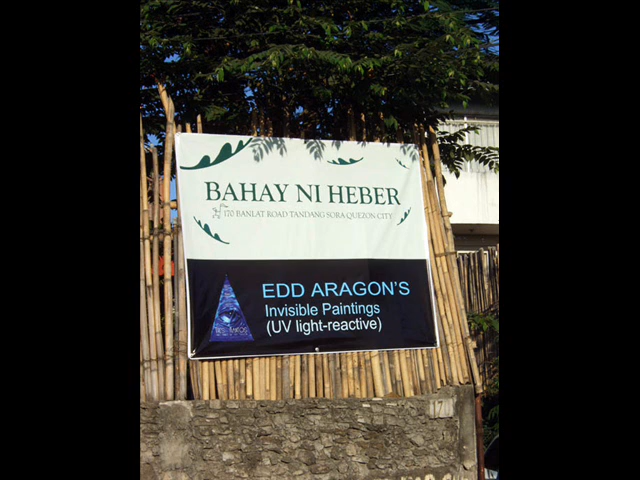 BAHAY NI HEBER
170 BANLAT ROAD TANDANG SORA QUEZON CITY
EDD ARAGON'S
Invisible Paintings
(UV light-reactive)